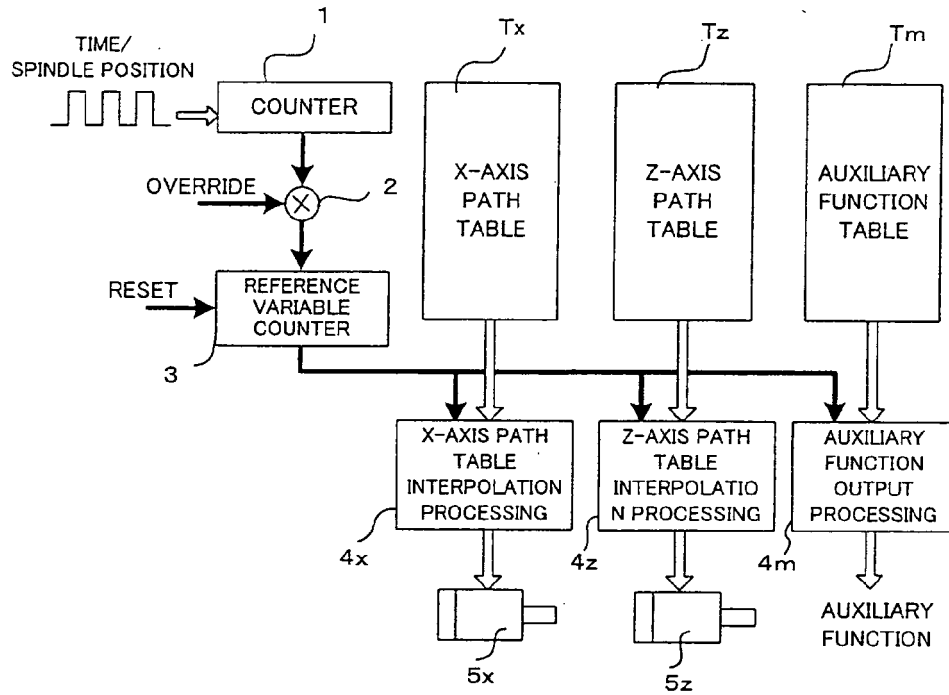 1
Tx
Tz
Tm
TIME/
SPINDLE POSITION
COUNTER
OVERRIDE
2
X-AXIS
PATH
TABLE
Z-AXIS
PATH
TABLE
AUXILIARY
FUNCTION
TABLE
RESET
REFERENCE
VARIABLE
COUNTER
3
X-AXIS PATH
TABLE
INTERPOLATION
PROCESSING
Z-AXIS PATH
TABLE
INTERPOLATIO
N PROCESSING
AUXILIARY
FUNCTION
OUTPUT
PROCESSING
4x
4z
4m
5x
5z
AUXILIARY
FUNCTION